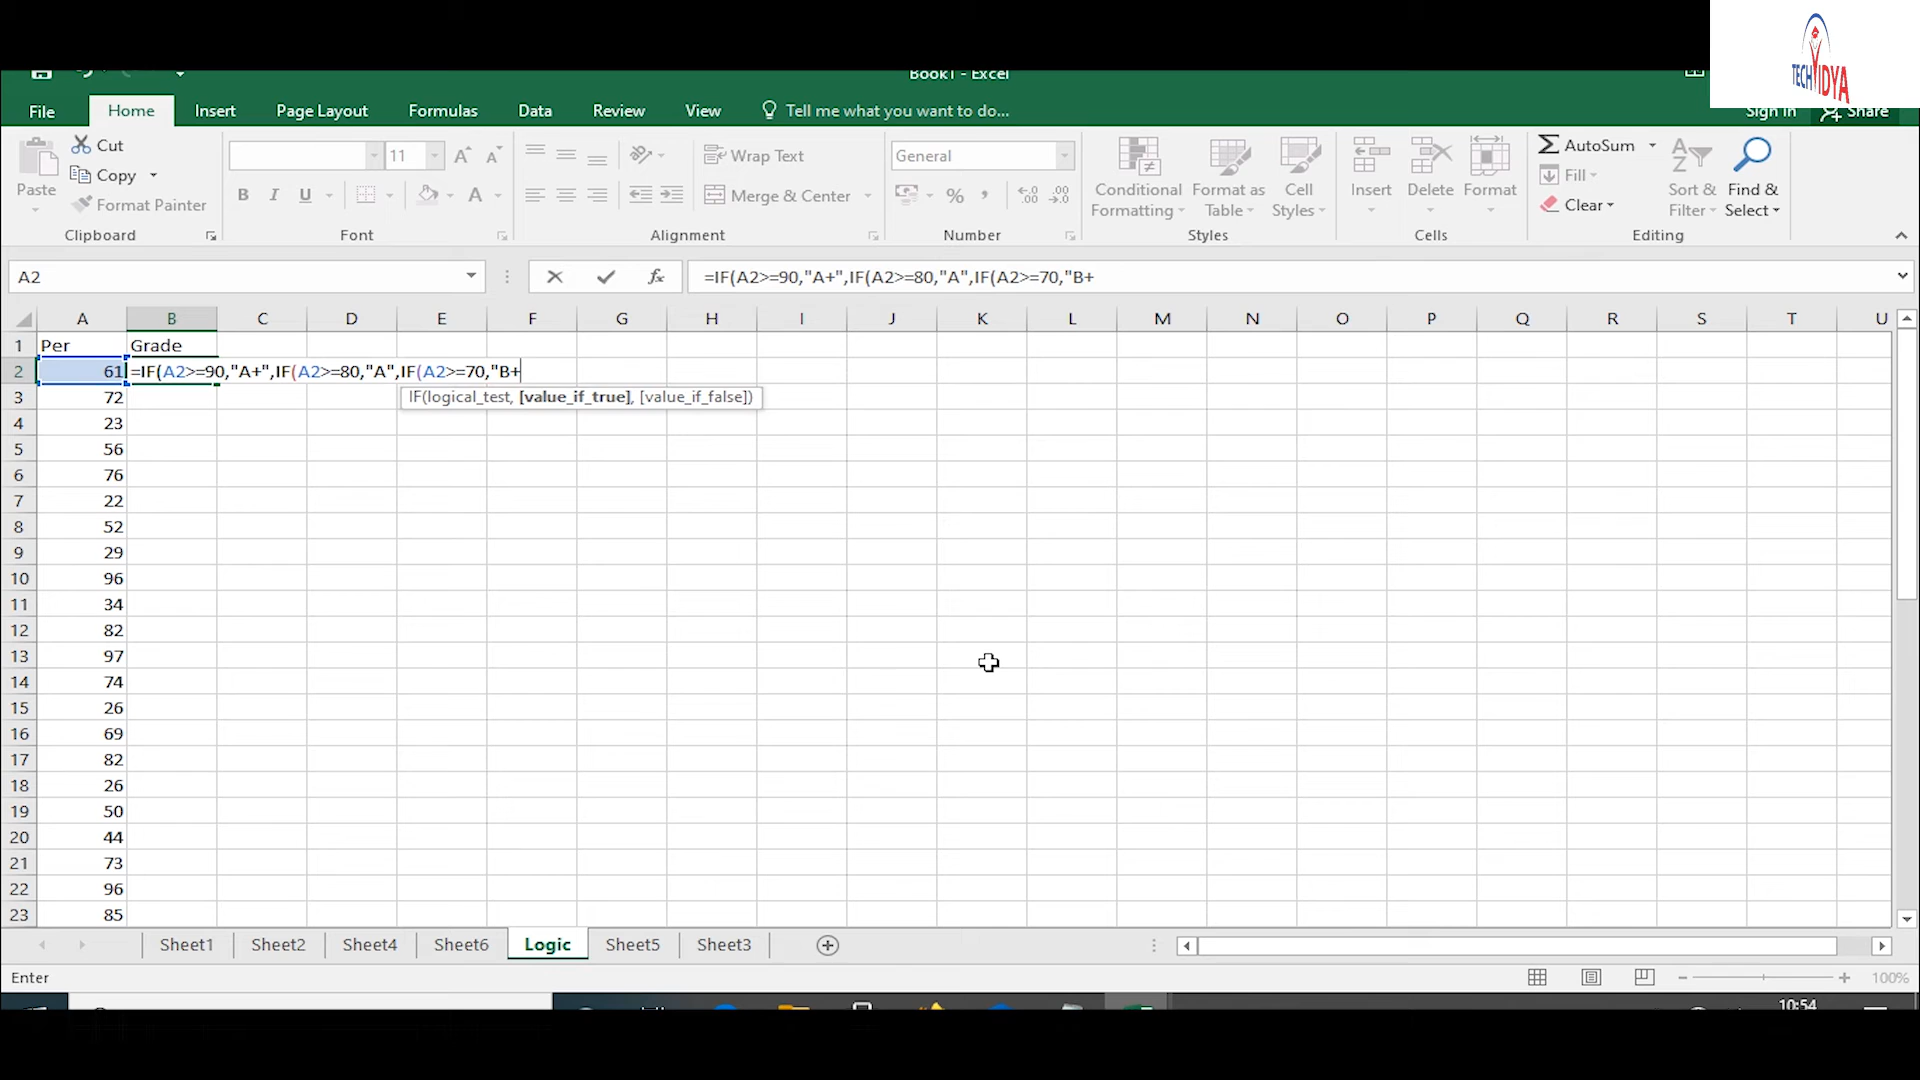 TECHVIDYA
Book1 - Excel
File Home Insert Page Layout Formulas Data Review View Tell me what you want to do... Sign in Share
Paste
Cut
Copy
Format Painter
Clipboard
11
B I U A
Font
Wrap Text
Merge & Center
Alignment
General
%
Number
Conditional Formatting
Format as Table
Cell Styles
Styles
Insert Delete Format
Cells
AutoSum
Fill
Clear
Sort & Filter
Find & Select
Editing
A2 fx =IF(A2>=90,"A+",IF(A2>=80,"A",IF(A2>=70,"B+
A B C D E F G H I J K L M N O P Q R S T U
1 Per Grade
2 61 =IF(A2>=90,"A+",IF(A2>=80,"A",IF(A2>=70,"B+
IF(logical_test, [value_if_true], [value_if_false])
3 72
4 23
5 56
6 76
7 22
8 52
9 29
10 96
11 34
12 82
13 97
14 74
15 26
16 69
17 82
18 26
19 50
20 44
21 73
22 96
23 85
Sheet1 Sheet2 Sheet4 Sheet6 Logic Sheet5 Sheet3
Enter 100%
10:54